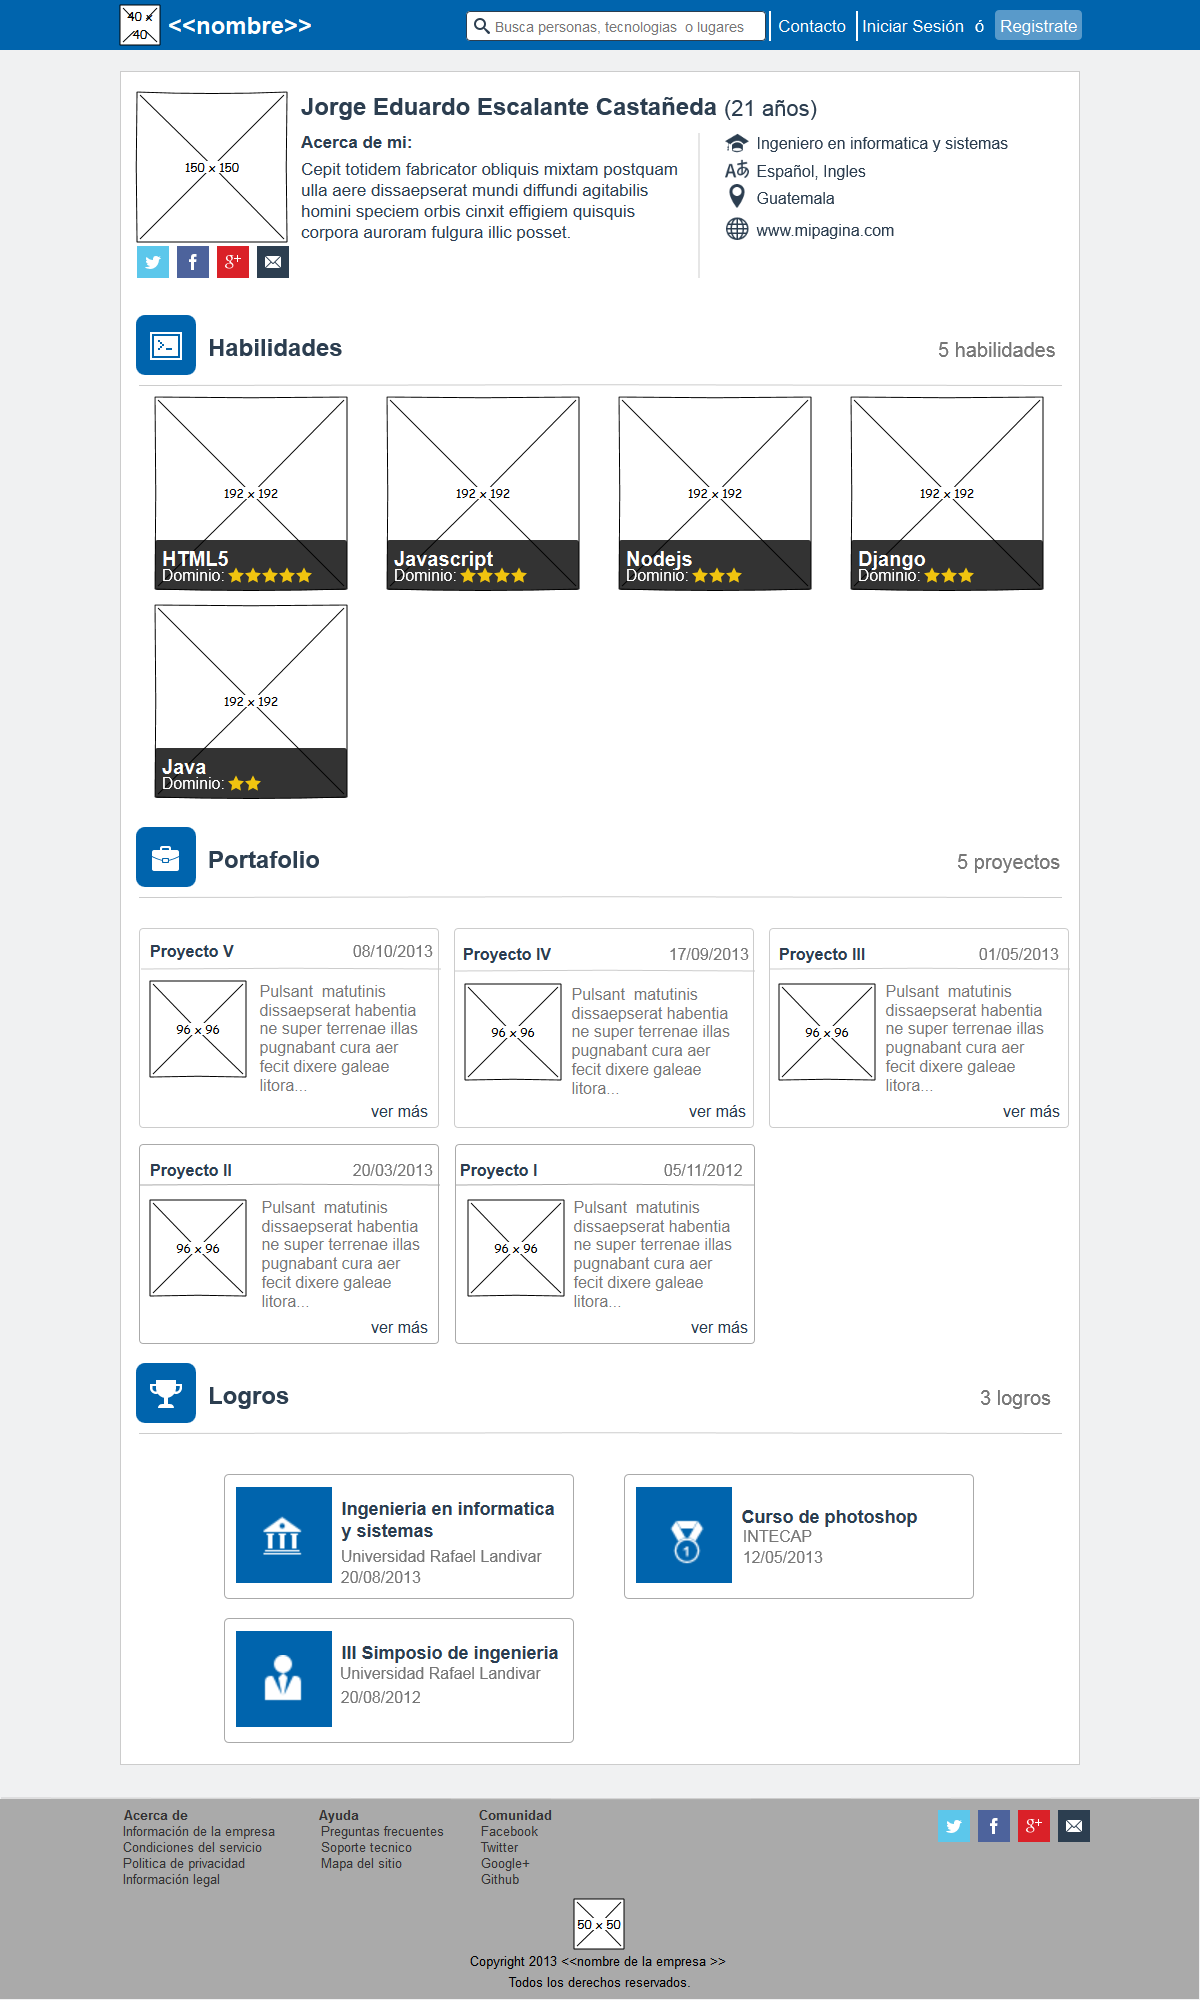 40 x
40
<<nombre>>
Busca personas, tecnologias  o lugares
Contacto
Iniciar Sesión  ó
Registrate
150 x 150
Jorge Eduardo Escalante Castañeda (21 años)
Acerca de mi:
Cepit totidem fabricator obliquis mixtam postquam
ulla aere dissaepserat mundi diffundi agitabilis
homini speciem orbis cinxit effigiem quisquis
corpora auroram fulgura illic posset.
Ingeniero en informatica y sistemas
Español, Ingles
Guatemala
www.mipagina.com
Habilidades
5 habilidades
192 x 192
HTML5
Dominio:
192 x 192
Javascript
Dominio:
192 x 192
Nodejs
Dominio:
192 x 192
Django
Dominio:
192 x 192
Java
Dominio:
Portafolio
5 proyectos
Proyecto V
08/10/2013
96 x 96
Pulsant  matutinis
dissaepserat habentia
ne super terrenae illas
pugnabant cura aer
fecit dixere galeae
litora...
ver más
Proyecto IV
17/09/2013
96 x 96
Pulsant  matutinis
dissaepserat habentia
ne super terrenae illas
pugnabant cura aer
fecit dixere galeae
litora...
ver más
Proyecto III
01/05/2013
96 x 96
Pulsant  matutinis
dissaepserat habentia
ne super terrenae illas
pugnabant cura aer
fecit dixere galeae
litora...
ver más
Proyecto II
20/03/2013
96 x 96
Pulsant  matutinis
dissaepserat habentia
ne super terrenae illas
pugnabant cura aer
fecit dixere galeae
litora...
ver más
Proyecto I
05/11/2012
96 x 96
Pulsant  matutinis
dissaepserat habentia
ne super terrenae illas
pugnabant cura aer
fecit dixere galeae
litora...
ver más
Logros
3 logros
Ingenieria en informatica
y sistemas
Universidad Rafael Landivar
20/08/2013
1
Curso de photoshop
INTECAP
12/05/2013
III Simposio de ingenieria
Universidad Rafael Landivar
20/08/2012
Acerca de
Información de la empresa
Condiciones del servicio
Politica de privacidad
Información legal
Ayuda
Preguntas frecuentes
Soporte tecnico
Mapa del sitio
Comunidad
Facebook
Twitter
Google+
Github
50 x 50
Copyright 2013 <<nombre de la empresa >>
Todos los derechos reservados.